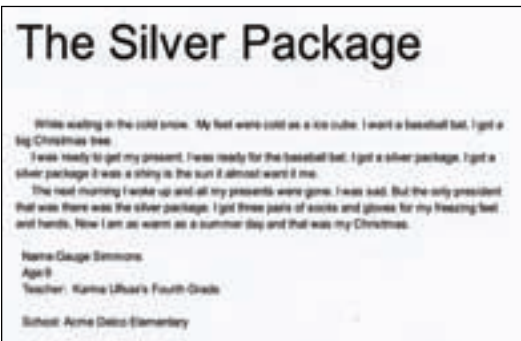 The Silver Package
While waiting in the cold snow. My feet were cold as a ice cube. I want a baseball bat. I got a
big Christmas tree.
I was ready to get my present. I was ready for the baseball bat. I got a silver package. I got a
silver package it was a shiny is the sun it almost want it me.
The next morning I woke up and all my presents were gone. I was sad. But the only president
that was there was the silver package. I got three pairs of socks and gloves for my freezing feet
and hands. Now I am as warm as a summer day and that was my Christmas.
Name Gauge Simmons
Age 9
Teacher: Karma Fourth Grade
School: Acme Delco Elementary